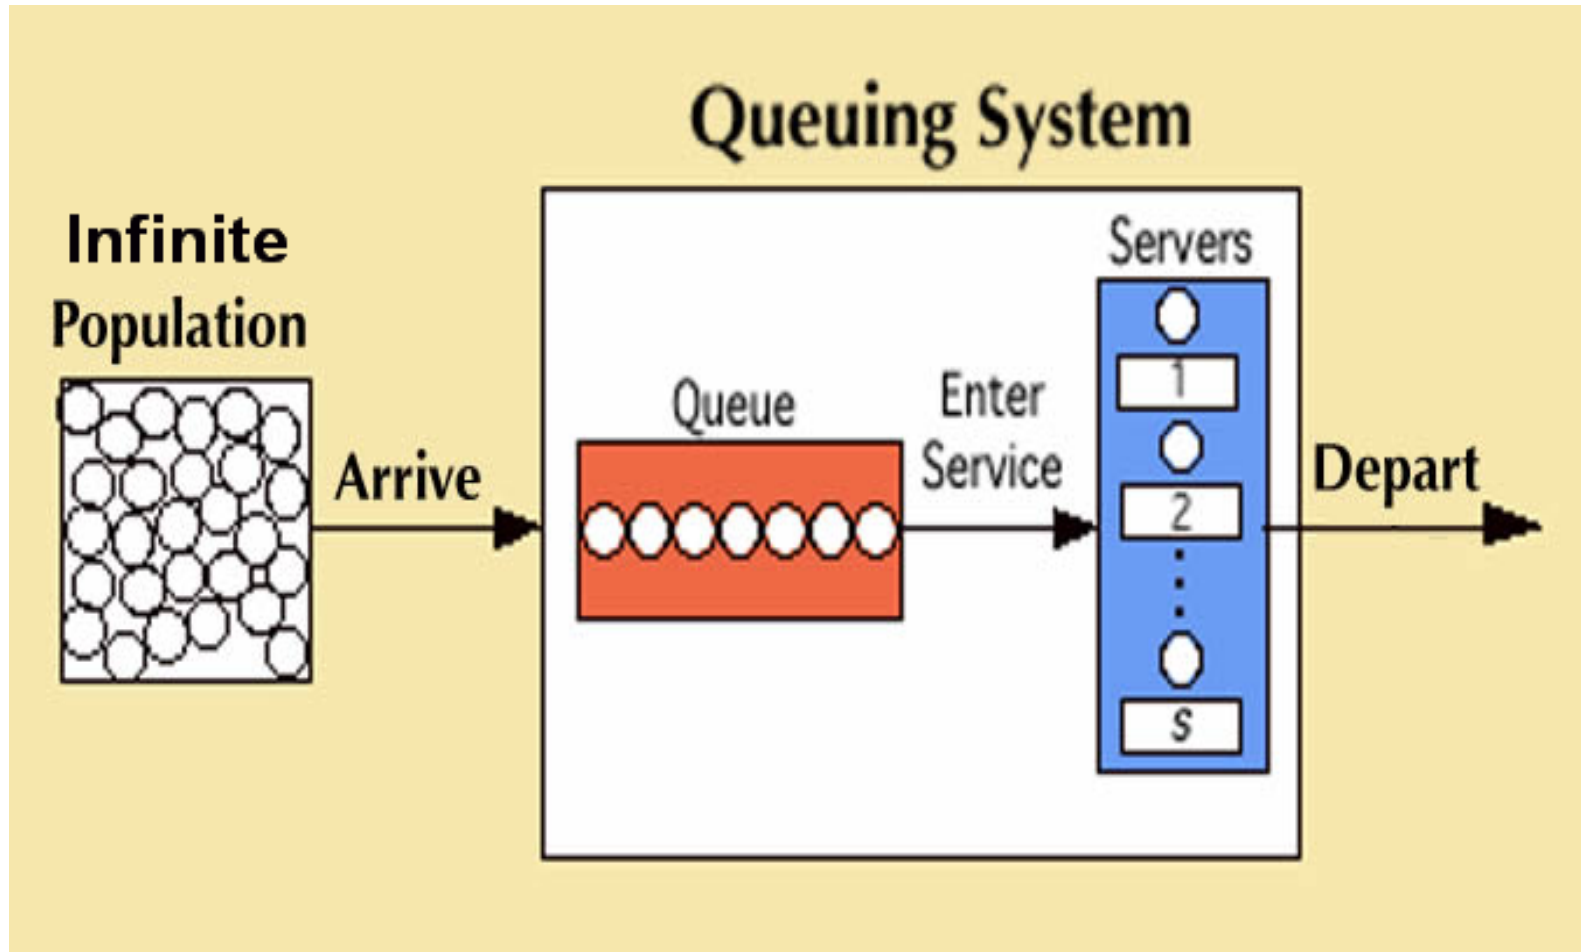 Queuing System
Infinite
Population
Arrive
Queue
Enter
Service
Servers
1
2
s
Depart